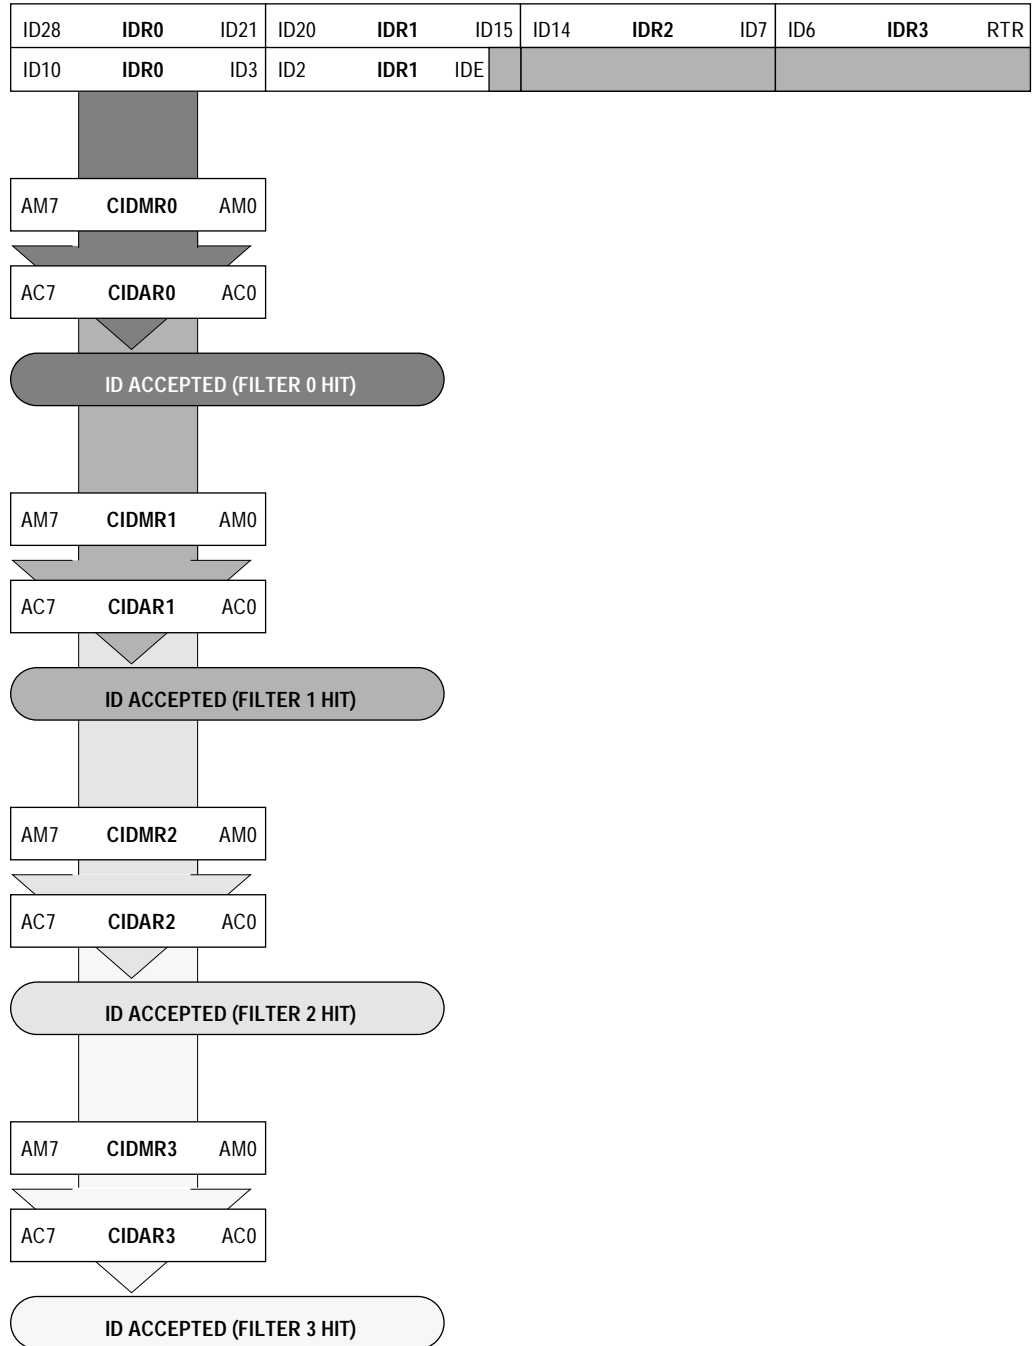 ID28 IDR0 ID21 ID20 IDR1 ID15 ID14 IDR2 ID7 ID6 IDR3 RTR
ID10 IDR0 ID3 ID2 IDR1 IDE
AM7 CIDMR0 AM0
AC7 CIDAR0 AC0
ID ACCEPTED (FILTER 0 HIT)
AM7 CIDMR1 AM0
AC7 CIDAR1 AC0
ID ACCEPTED (FILTER 1 HIT)
AM7 CIDMR2 AM0
AC7 CIDAR2 AC0
ID ACCEPTED (FILTER 2 HIT)
AM7 CIDMR3 AM0
AC7 CIDAR3 AC0
ID ACCEPTED (FILTER 3 HIT)